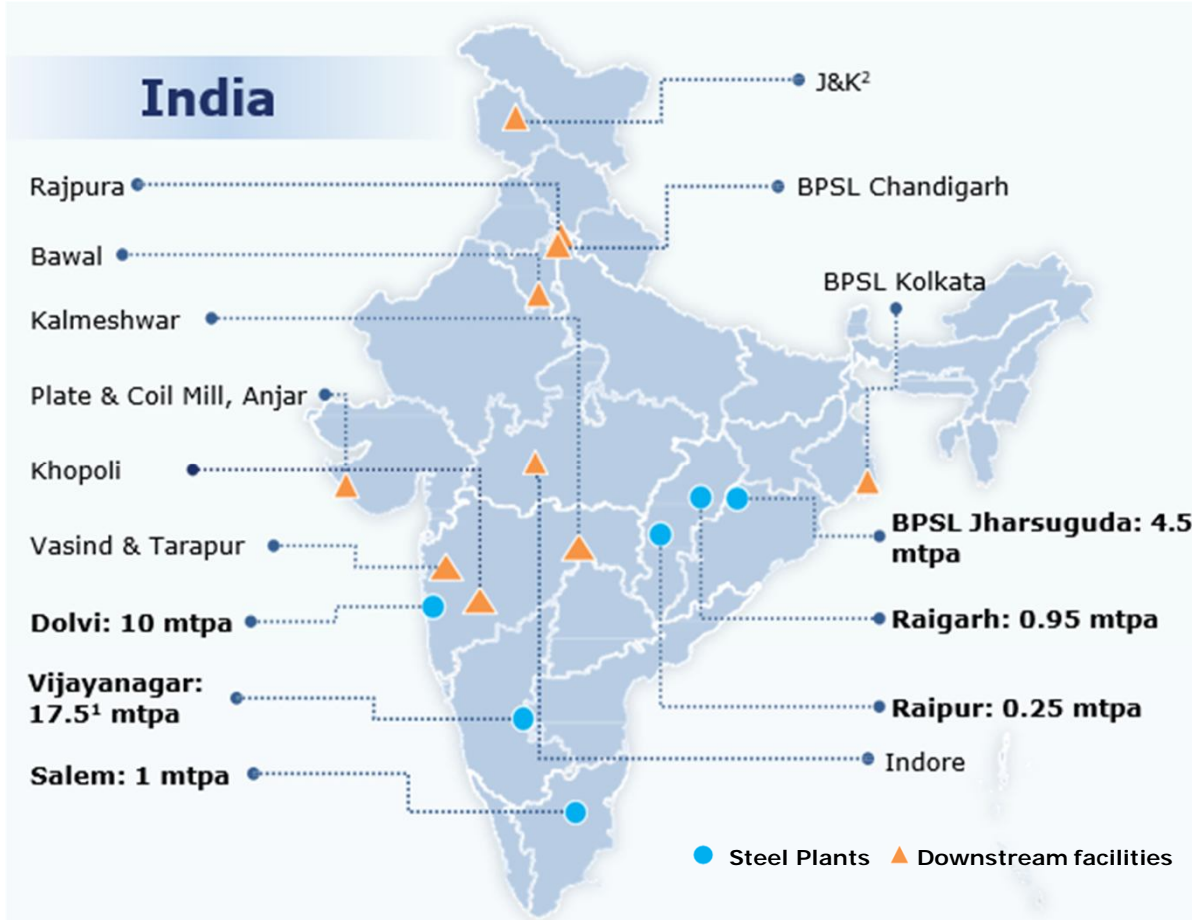 India
J&K²
Rajpura
BPSL Chandigarh
Bawal
BPSL Kolkata
Kalmeshwar
Plate & Coil Mill, Anjar
Khopoli
BPSL Jharsuguda: 4.5
mtpa
Vasind & Tarapur
Dolvi: 10 mtpa
Raigarh: 0.95 mtpa
Vijayanagar:
17.5¹ mtpa
Raipur: 0.25 mtpa
Salem: 1 mtpa
Indore
Steel Plants
Downstream facilities